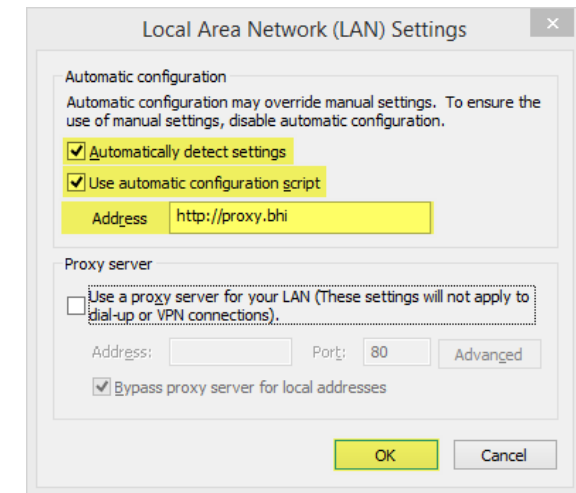 Local Area Network (LAN) Settings
Automatic configuration
Automatic configuration may override manual settings. To ensure the
use of manual settings, disable automatic configuration.
Automatically detect settings
Use automatic configuration script
Address http://proxy.bhi
Proxy server
Use a proxy server for your LAN (These settings will not apply to
dial-up or VPN connections).
Address: Port: 80 Advanced
Bypass proxy server for local addresses
OK Cancel